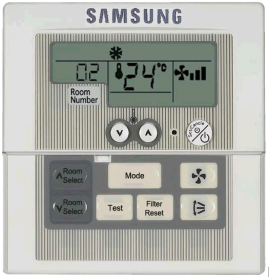 SAMSUNG
02 24°
Room
Number
Room
Select
Mode
Room
Select
Test
Filter
Reset